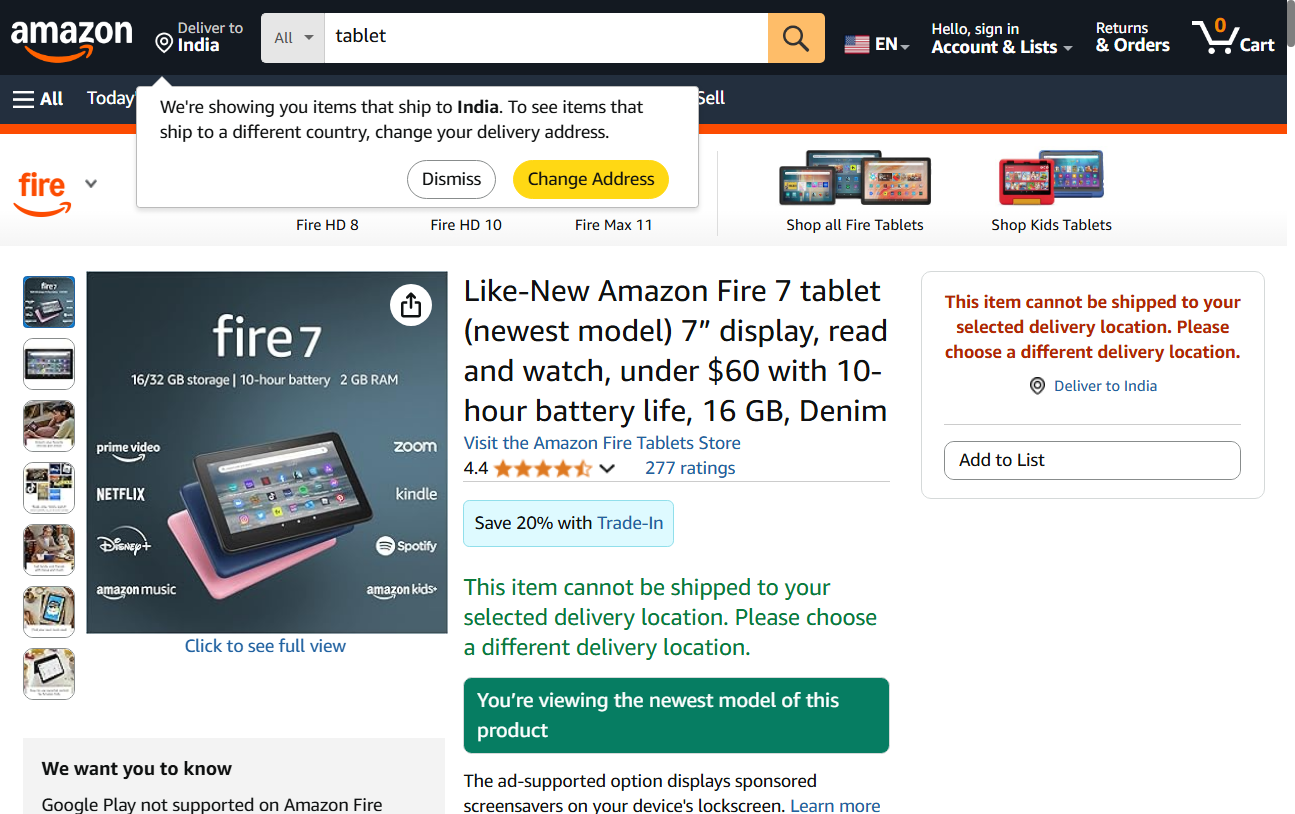 amazon
Deliver to
India
All
tablet
EN
Hello, sign in
Account & Lists
Returns
& Orders
0
Cart
All
Today'
Sell
We're showing you items that ship to India. To see items that
ship to a different country, change your delivery address.
Dismiss
Change Address
fire
Fire HD 8
Fire HD 10
Fire Max 11
Shop all Fire Tablets
Shop Kids Tablets
fire 7
16/32 GB storage | 10-hour battery 2 GB RAM
prime video
zoom
NETFLIX
kindle
Disney+
Spotify
amazon music
amazon kids+
Click to see full view
Like-New Amazon Fire 7 tablet
(newest model) 7” display, read
and watch, under $60 with 10-
hour battery life, 16 GB, Denim
Visit the Amazon Fire Tablets Store
4.4
277 ratings
Save 20% with Trade-In
This item cannot be shipped to your
selected delivery location. Please choose
a different delivery location.
You’re viewing the newest model of this
product
The ad-supported option displays sponsored
screensavers on your device's lockscreen. Learn more
This item cannot be shipped to your
selected delivery location. Please
choose a different delivery location.
Deliver to India
Add to List
We want you to know
Google Play not supported on Amazon Fire